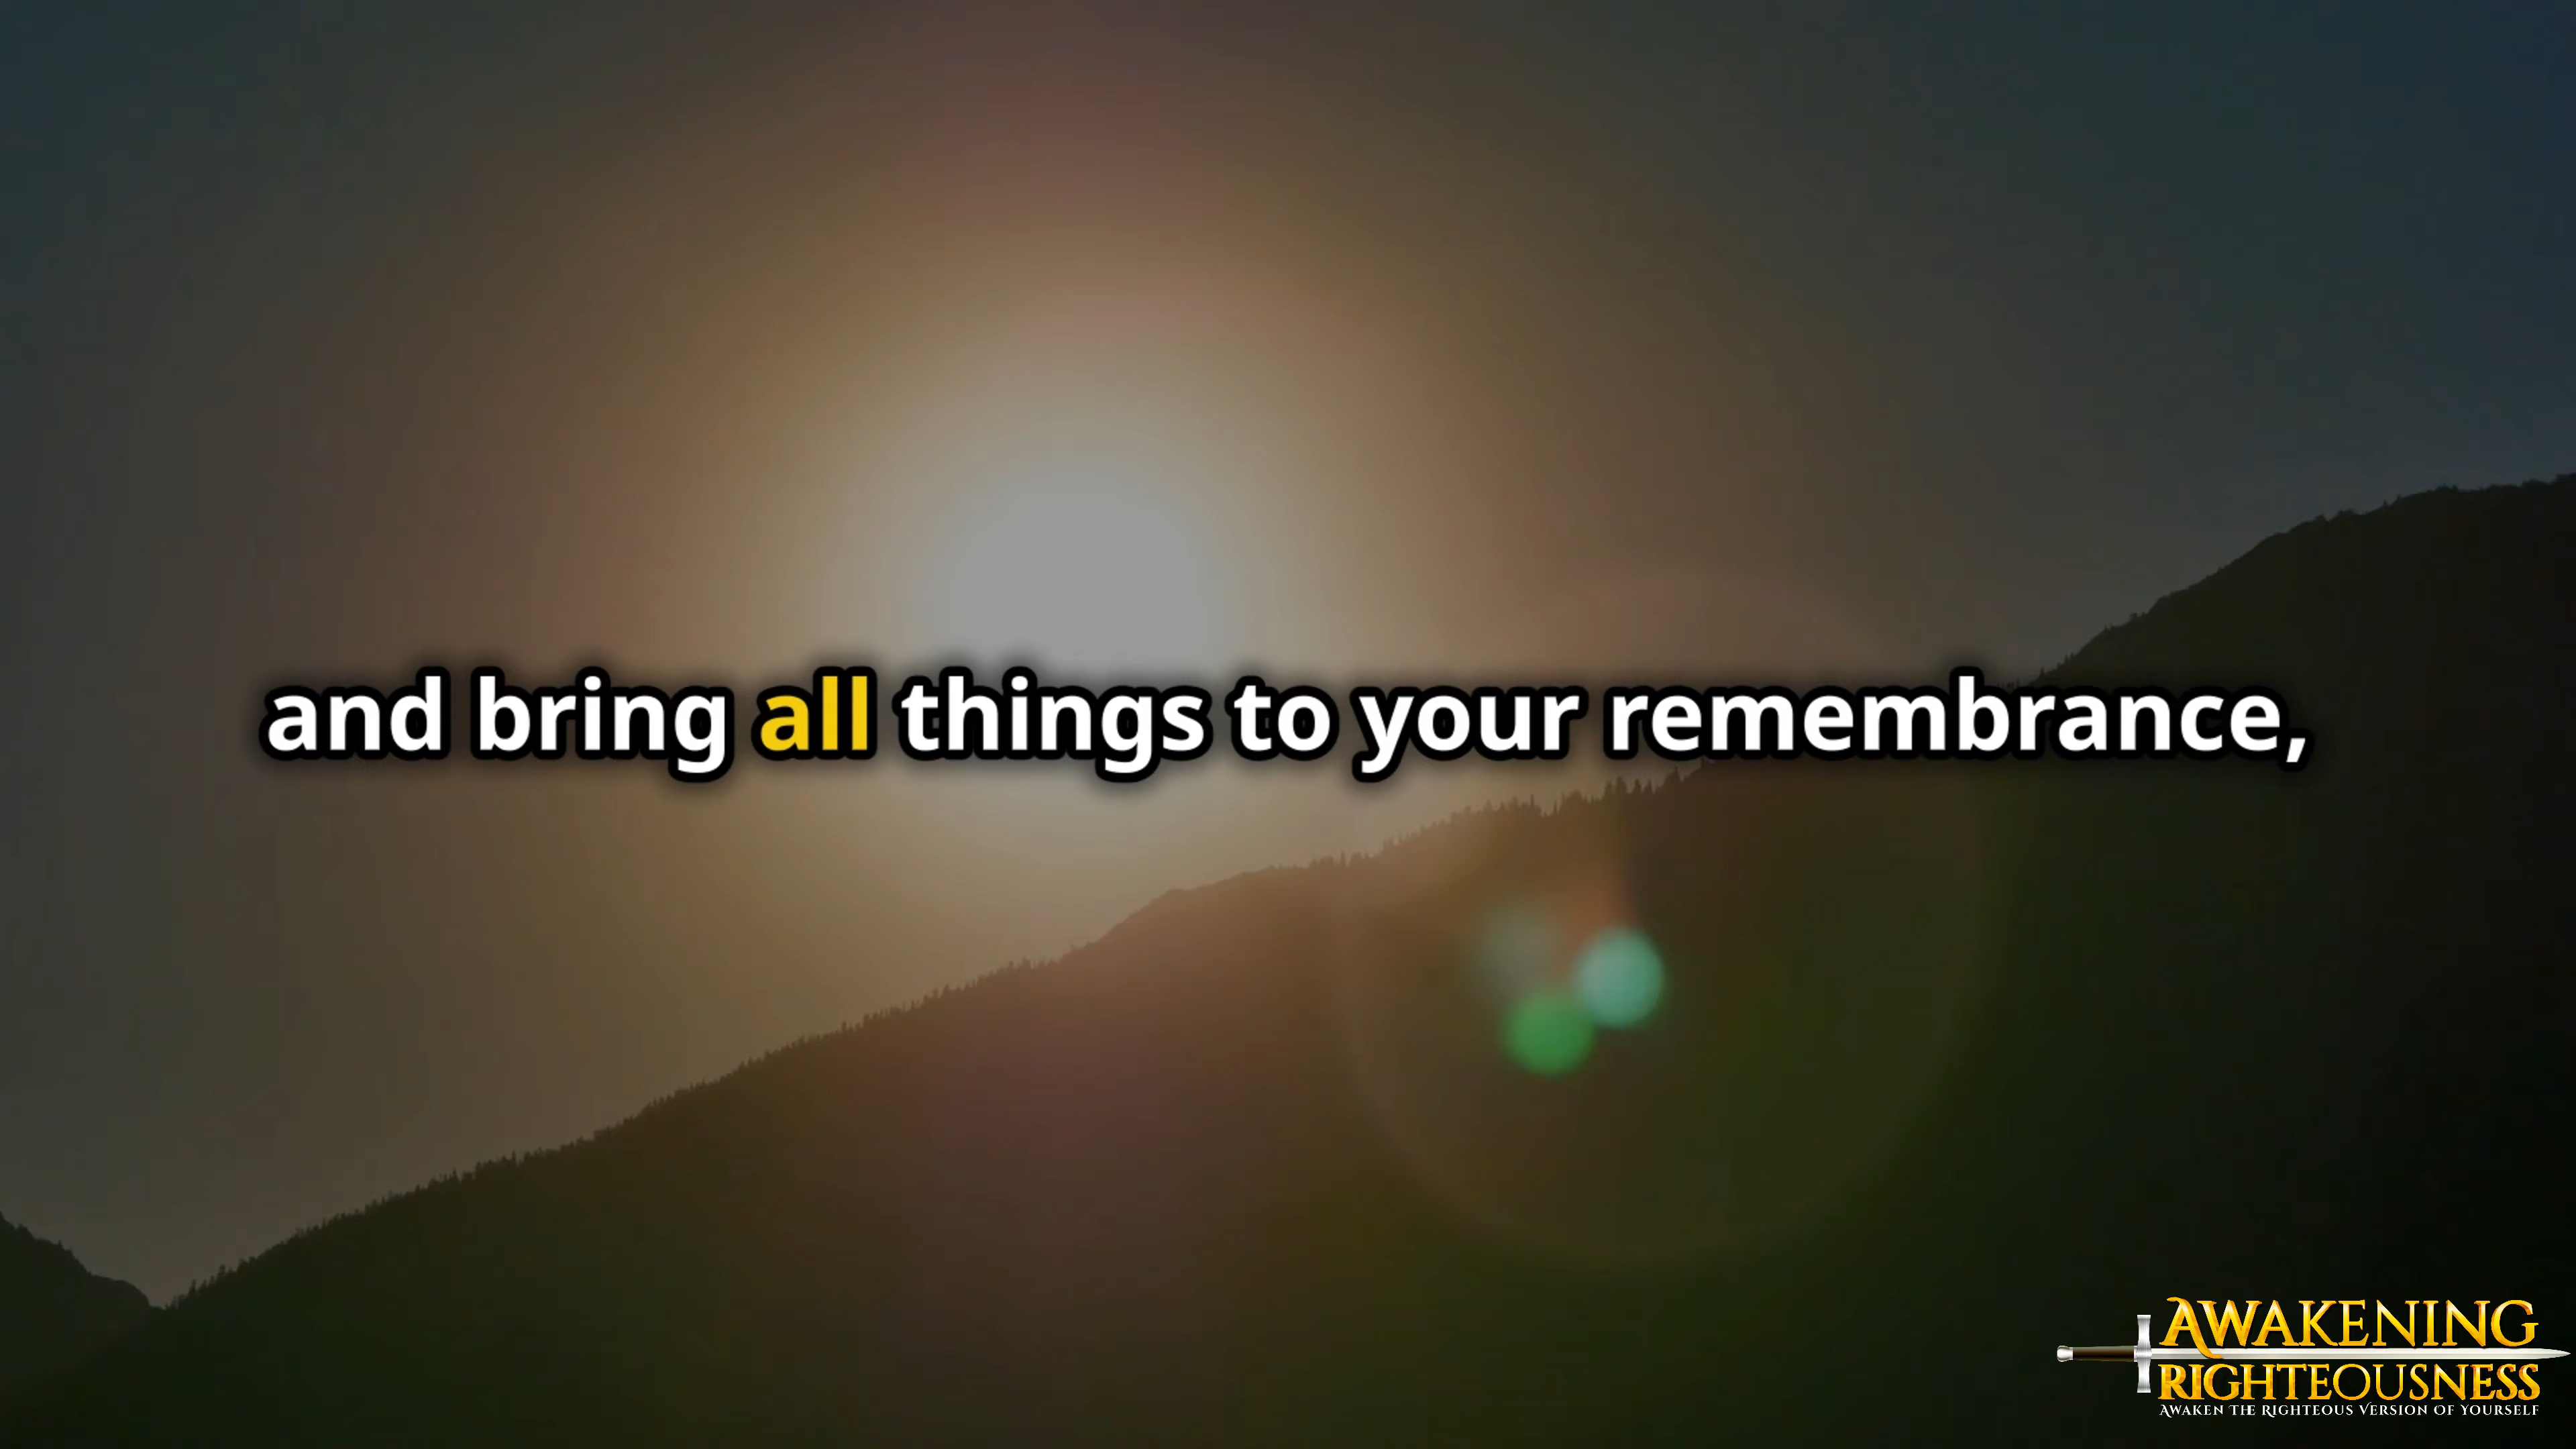 and bring all things to your remembrance,
AWAKENING
RIGHTEOUSNESS
AWAKEN THE RIGHTEOUS VERSION OF YOURSELF